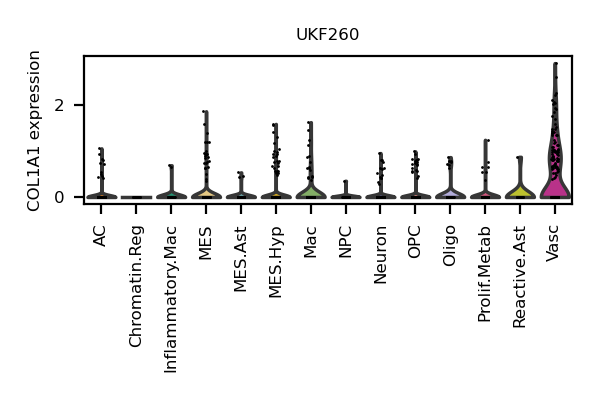 UKF260
COL1A1 expression
2
0
AC
Chromatin.Reg
Inflammatory.Mac
MES
MES.Ast
MES.Hyp
Mac
NPC
Neuron
OPC
Oligo
Prolif.Metab
Reactive.Ast
Vasc